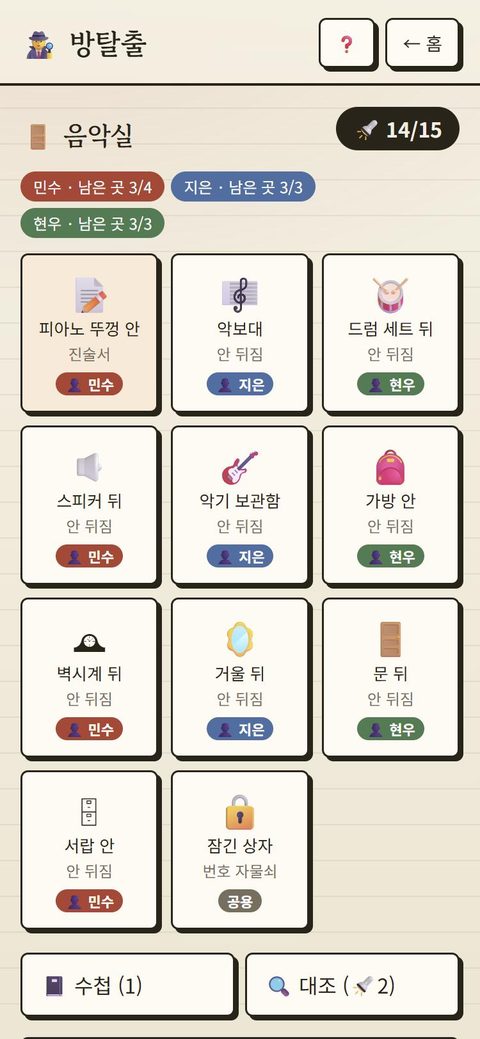 방탈출
? ← 홈
음악실
14/15
민수 · 남은 곳 3/4 지은 · 남은 곳 3/3
현우 · 남은 곳 3/3
피아노 뚜껑 안 악보대 드럼 세트 뒤
진술서 안 뒤짐 안 뒤짐
민수 지은 현우
스피커 뒤 악기 보관함 가방 안
안 뒤짐 안 뒤짐 안 뒤짐
민수 지은 현우
벽시계 뒤 거울 뒤 문 뒤
안 뒤짐 안 뒤짐 안 뒤짐
민수 지은 현우
서랍 안 잠긴 상자
안 뒤짐 번호 자물쇠
민수 공용
수첩 (1) 대조 (🔦2)